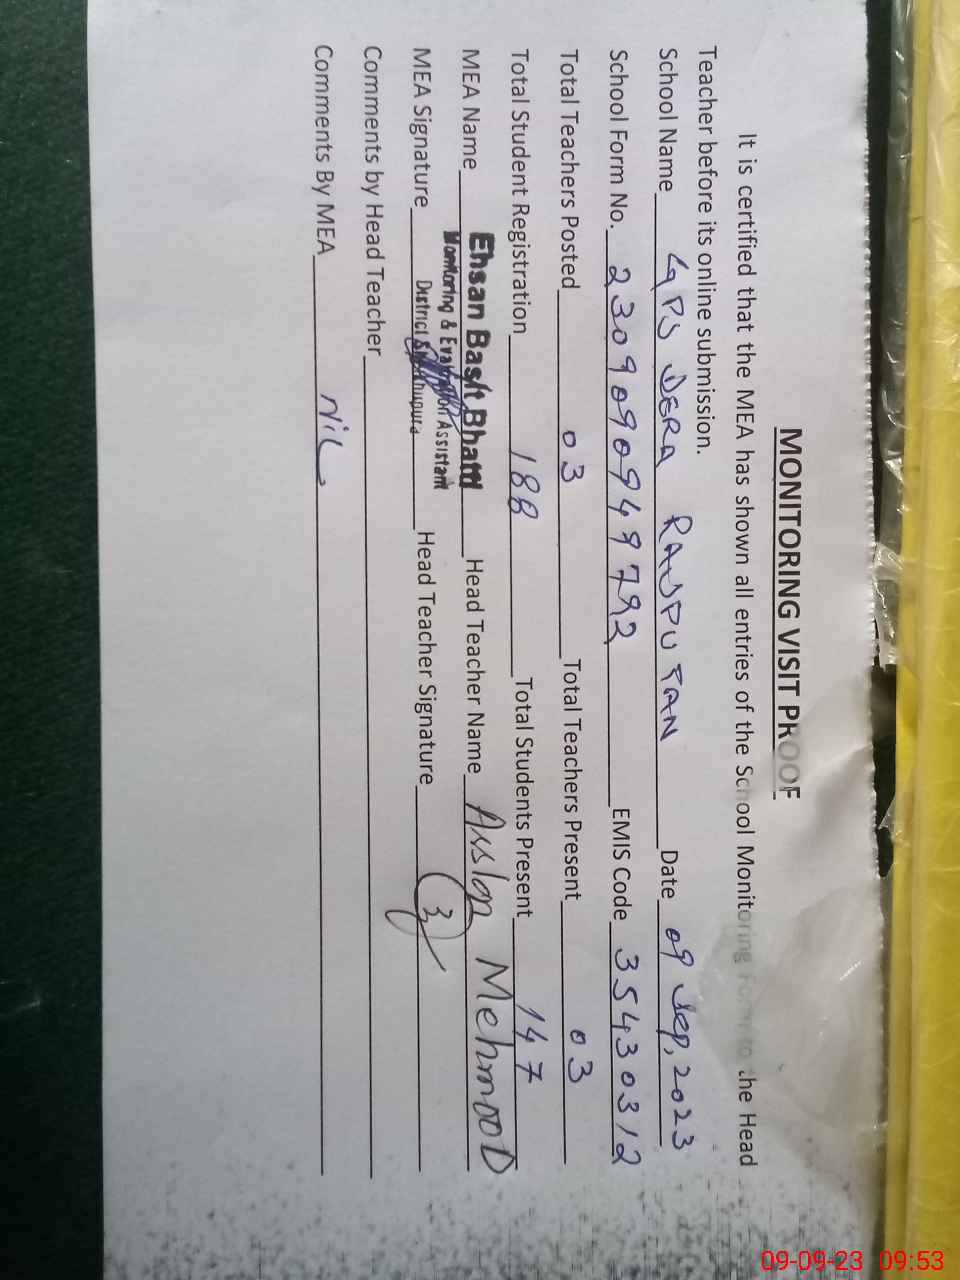 MONITORING VISIT PROOF
It is certified that the MEA has shown all entries of the School Monitoring Form to the Head
Teacher before its online submission.
School Name GPS DERA RAJPUTAN Date 09 Sep, 2023
School Form No. 2309090949792 EMIS Code 35430312
Total Teachers Posted 03 Total Teachers Present 03
Total Student Registration 188 Total Students Present 147
MEA Name Ehsan Basit Bhatti Head Teacher Name Arslan Mehmood
Monitoring & Evaluation Assistant
MEA Signature District Sheikhupura Head Teacher Signature
Comments by Head Teacher
Comments By MEA Nil
09-09-23 09:53